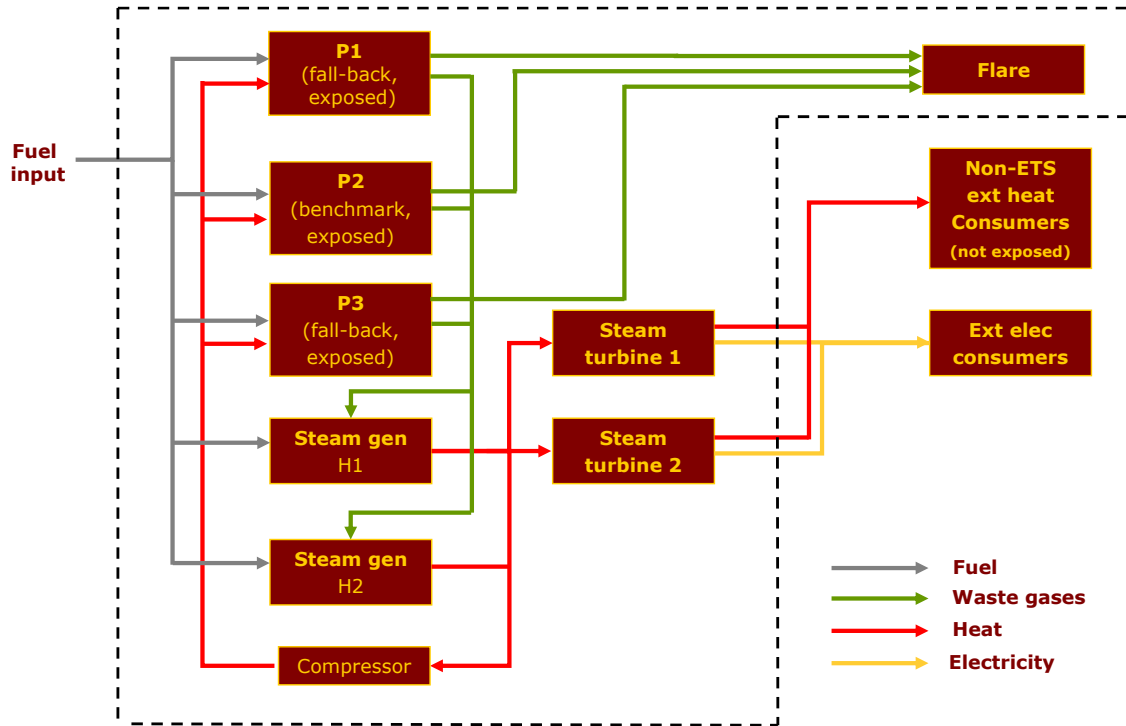 P1
(fall-back,
exposed)
Flare
Fuel
input
P2
(benchmark,
exposed)
Non-ETS
ext heat
Consumers
(not exposed)
P3
(fall-back,
exposed)
Steam
turbine 1
Ext elec
consumers
Steam gen
H1
Steam
turbine 2
Steam gen
H2
Compressor
Fuel
Waste gases
Heat
Electricity